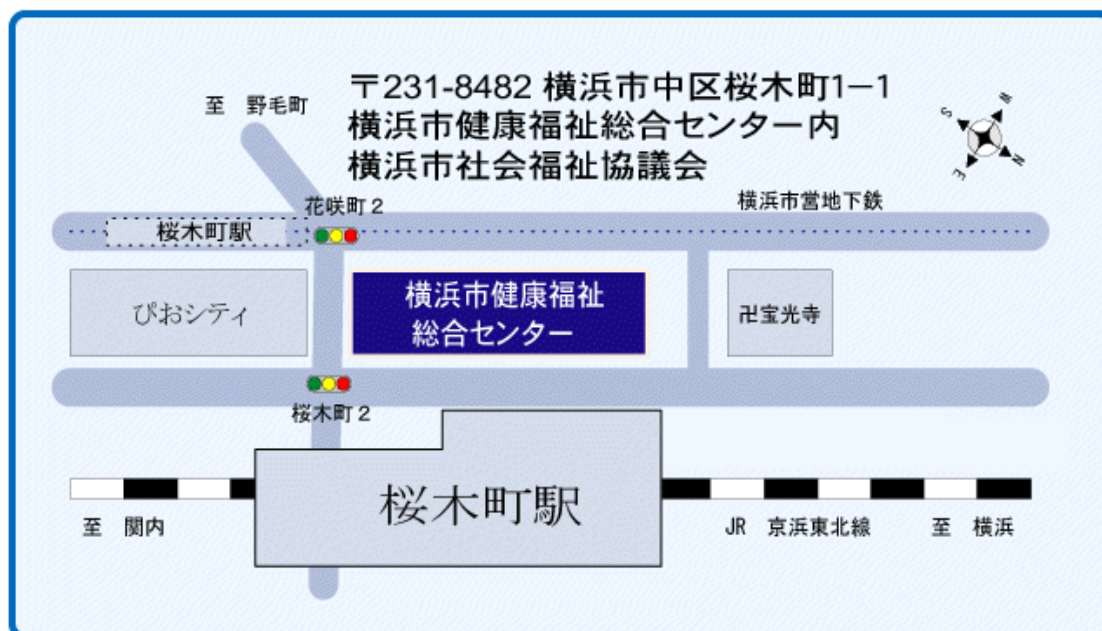 〒231-8482 横浜市中区桜木町1－1
横浜市健康福祉総合センター内
横浜市社会福祉協議会
至 野毛町
W
S
N
E
花咲町２
横浜市営地下鉄
桜木町駅
ぴおシティ
横浜市健康福祉
総合センター
卍宝光寺
桜木町２
桜木町駅
至 関内
JR 京浜東北線
至 横浜